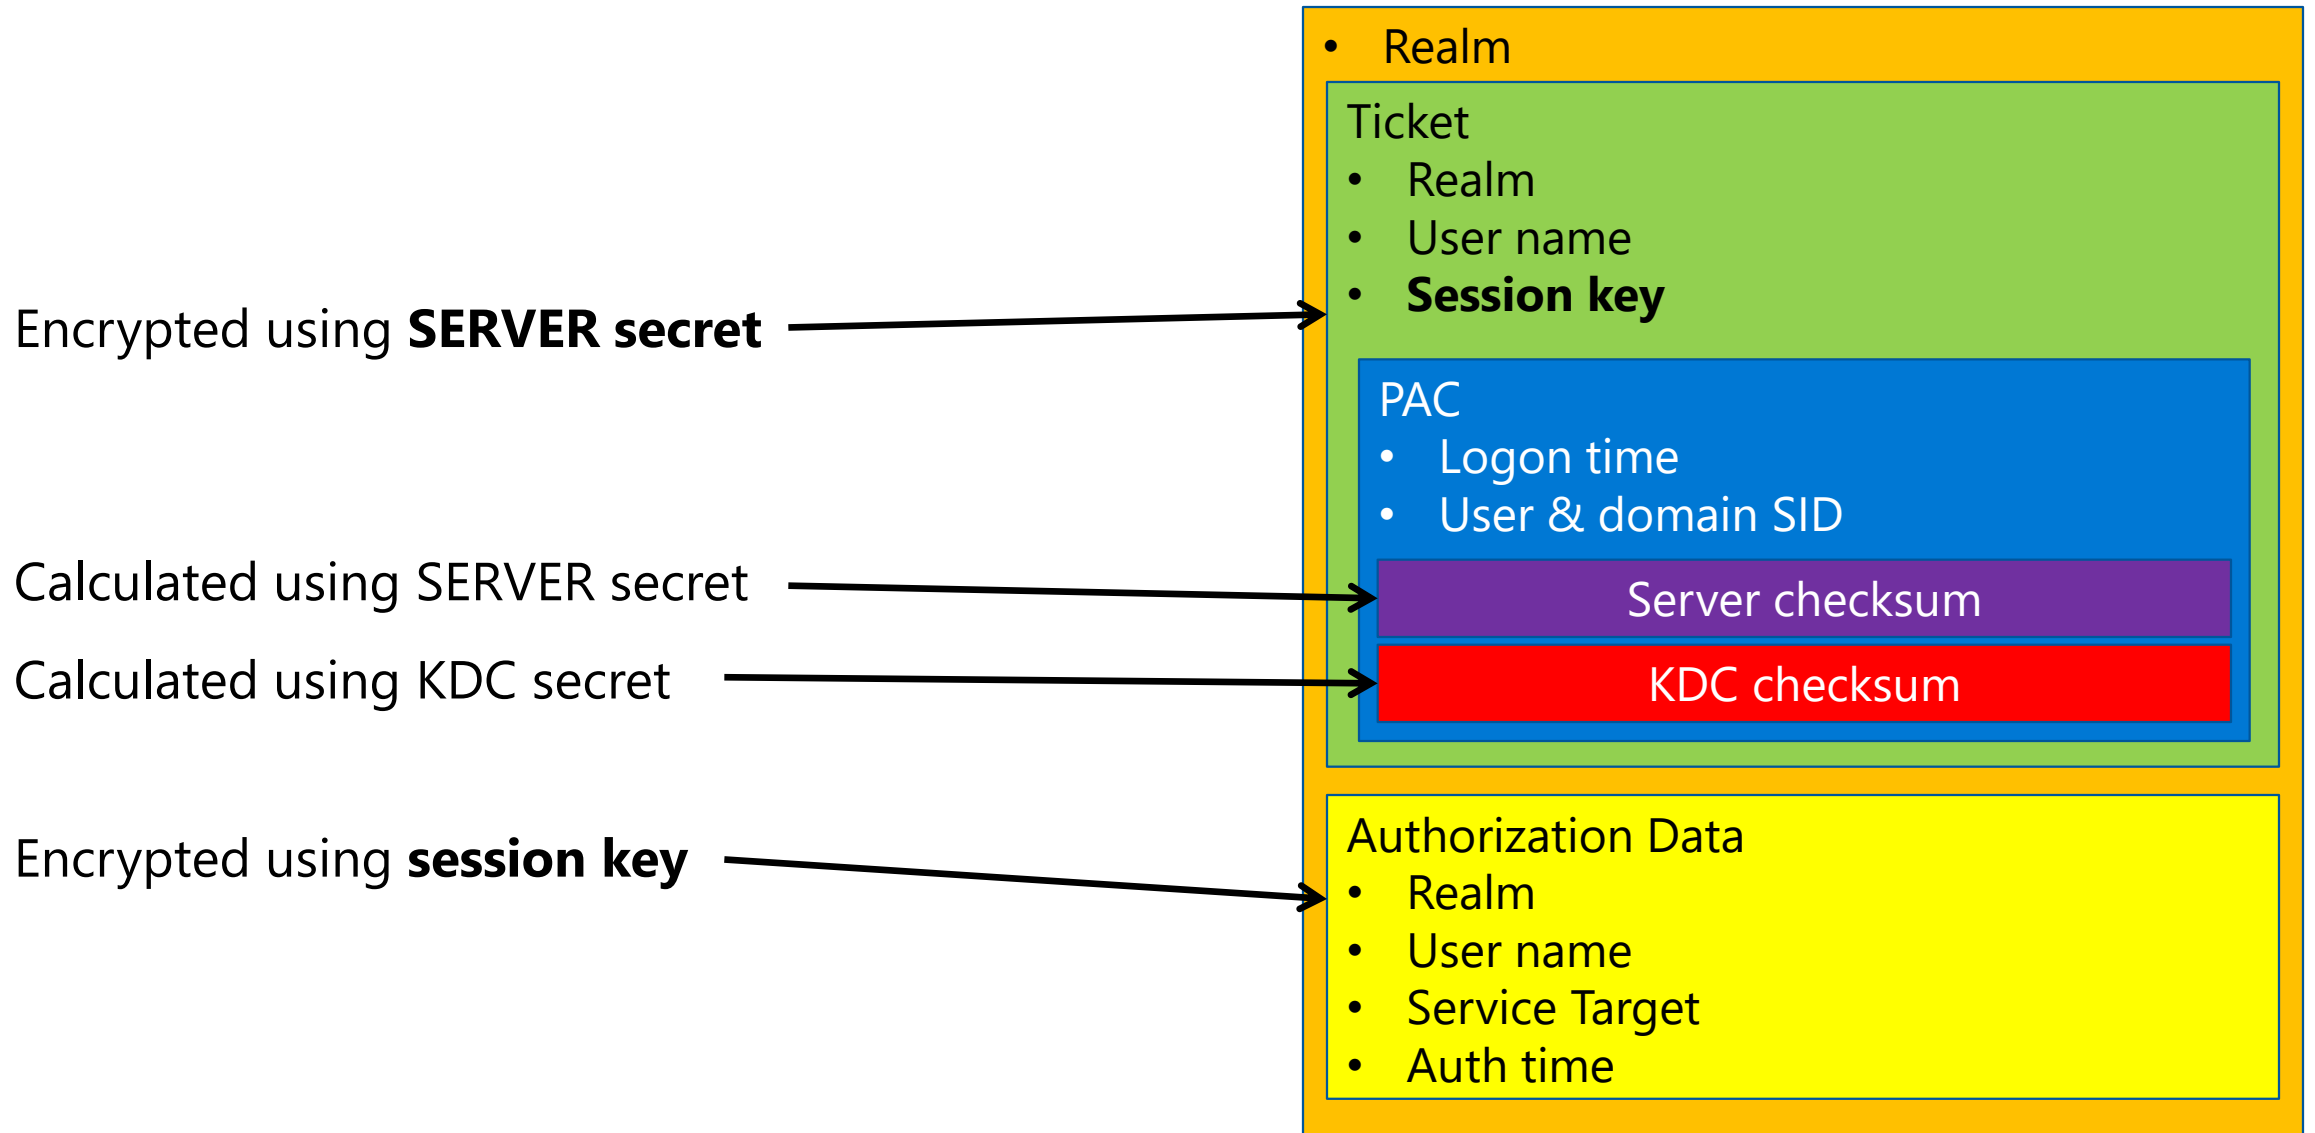 • Realm
Ticket
• Realm
• User name
• Session key
Encrypted using SERVER secret
PAC
• Logon time
• User & domain SID
Calculated using SERVER secret
Server checksum
Calculated using KDC secret
KDC checksum
Encrypted using session key
Authorization Data
• Realm
• User name
• Service Target
• Auth time